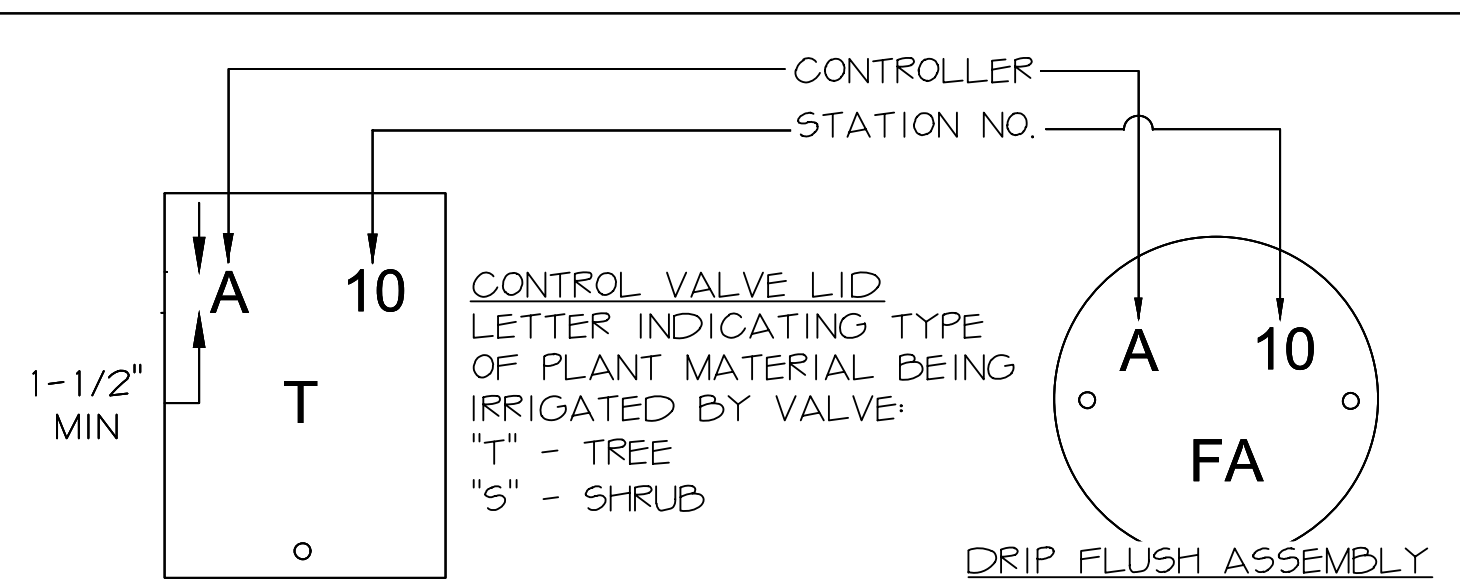 CONTROLLER
STATION NO.
A 10
T
1-1/2"
MIN
CONTROL VALVE LID
LETTER INDICATING TYPE
OF PLANT MATERIAL BEING
IRRIGATED BY VALVE:
"T" - TREE
"S" - SHRUB
A 10
FA
DRIP FLUSH ASSEMBLY